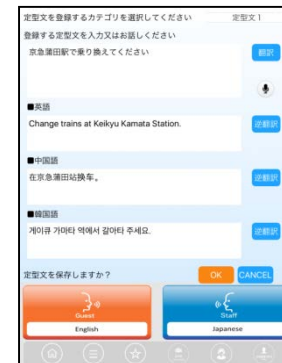 定型文を登録するカテゴリを選択してください 定型文1
登録する定型文を入力又はお話しください
京急蒲田駅で乗り換えてください
翻訳
■英語
Change trains at Keikyu Kamata Station.
逆翻訳
■中国語
在京急蒲田站换车。
逆翻訳
■韓国語
게이큐 가마타 역에서 갈아타 주세요.
逆翻訳
定型文を保存しますか？ OK CANCEL
Guest Staff
English Japanese